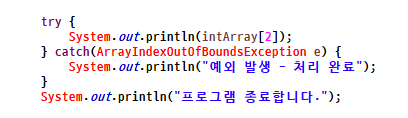 try {
    System.out.println(intArray[2]);
} catch(ArrayIndexOutOfBoundsException e) {
    System.out.println("예외 발생 - 처리 완료");
}
System.out.println("프로그램 종료합니다.");